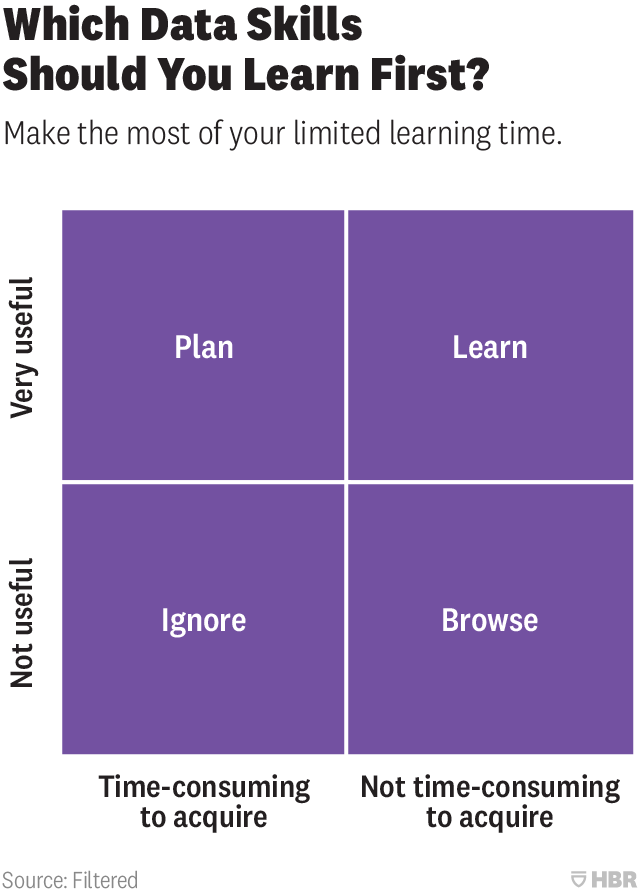 Which Data Skills
Should You Learn First?
Make the most of your limited learning time.
Very useful
Plan
Learn
Not useful
Ignore
Browse
Time-consuming
to acquire
Not time-consuming
to acquire
Source: Filtered
HBR